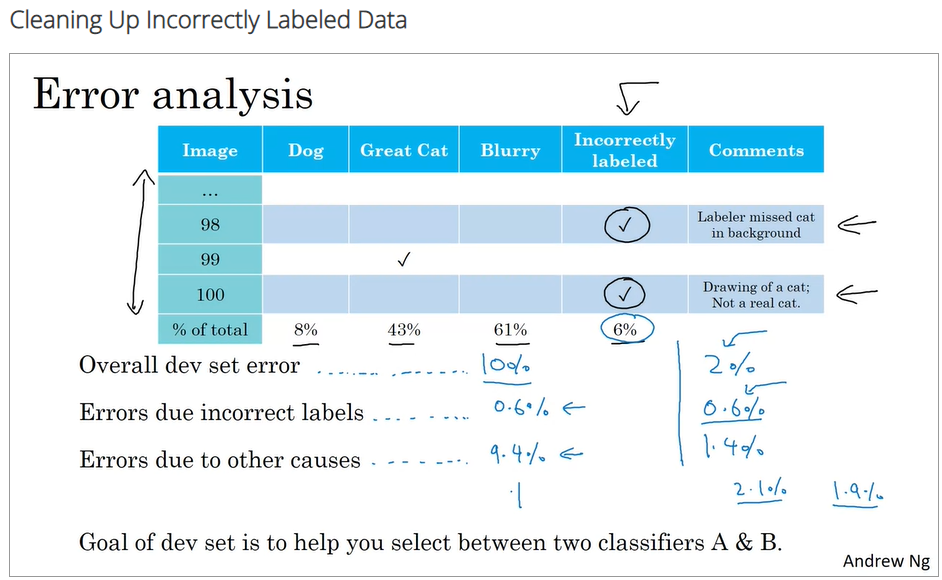 Cleaning Up Incorrectly Labeled Data
Error analysis
Image Dog Great Cat Blurry Incorrectly labeled Comments
...
98 ✓ Labeler missed cat in background
99 ✓
100 ✓ Drawing of a cat; Not a real cat.
% of total 8% 43% 61% 6%
Overall dev set error 10% 2%
Errors due incorrect labels 0.6% 0.6%
Errors due to other causes 9.4% 1.4%
2.1% 1.9%
Goal of dev set is to help you select between two classifiers A & B.
Andrew Ng